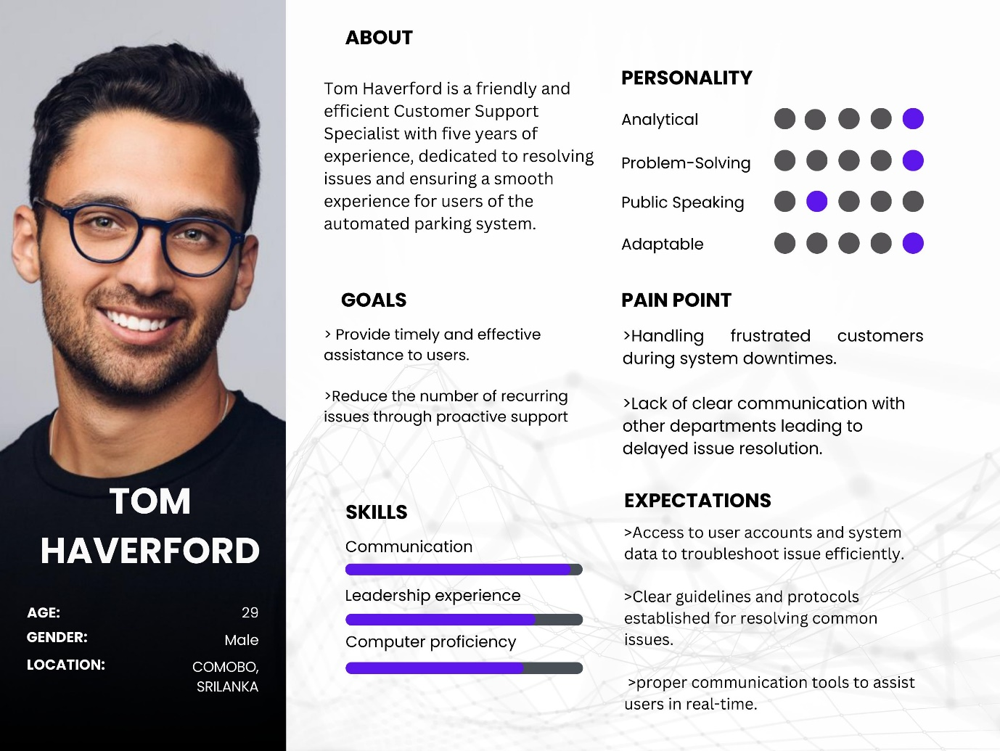 TOM
HAVERFORD
AGE: 29
GENDER: Male
LOCATION: COMOBO,
SRILANKA
ABOUT
Tom Haverford is a friendly and
efficient Customer Support
Specialist with five years of
experience, dedicated to resolving
issues and ensuring a smooth
experience for users of the
automated parking system.
PERSONALITY
Analytical
Problem-Solving
Public Speaking
Adaptable
GOALS
> Provide timely and effective
assistance to users.
>Reduce the number of recurring
issues through proactive support
PAIN POINT
>Handling frustrated customers
during system downtimes.
>Lack of clear communication with
other departments leading to
delayed issue resolution.
SKILLS
Communication
Leadership experience
Computer proficiency
EXPECTATIONS
>Access to user accounts and system
data to troubleshoot issue efficiently.
>Clear guidelines and protocols
established for resolving common
issues.
>proper communication tools to assist
users in real-time.